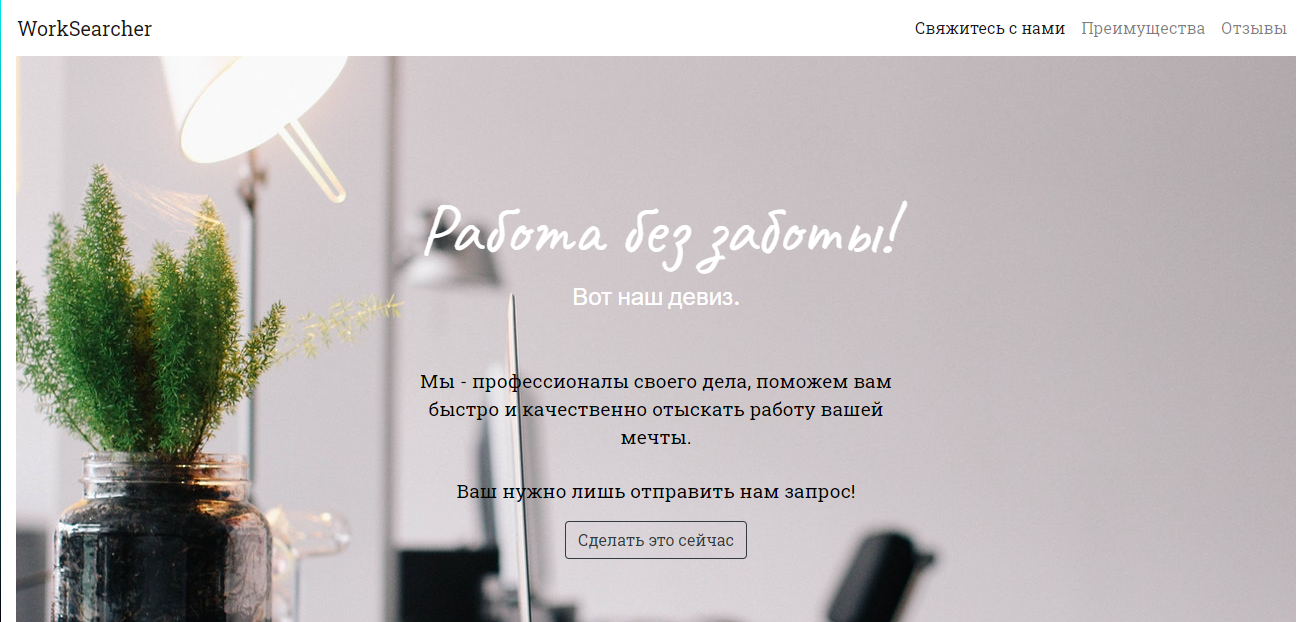 WorkSearcher
Свяжитесь с нами Преимущества Отзывы
Работа без заботы!
Вот наш девиз.
Мы - профессионалы своего дела, поможем вам
быстро и качественно отыскать работу вашей
мечты.
Ваш нужно лишь отправить нам запрос!
Сделать это сейчас